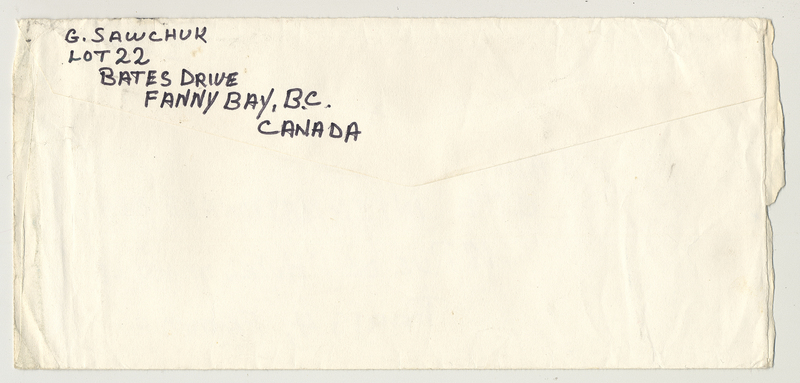 G. SAWCHUK
LOT 22
BATES DRIVE
FANNY BAY, B.C.
CANADA